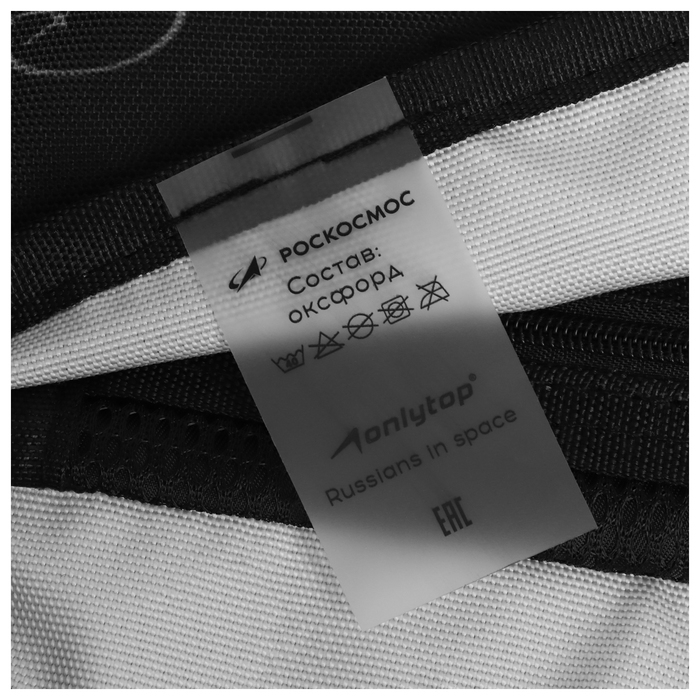 РОСКОСМОС
Состав:
оксфорд
onlytop®
Russians in space
EAC